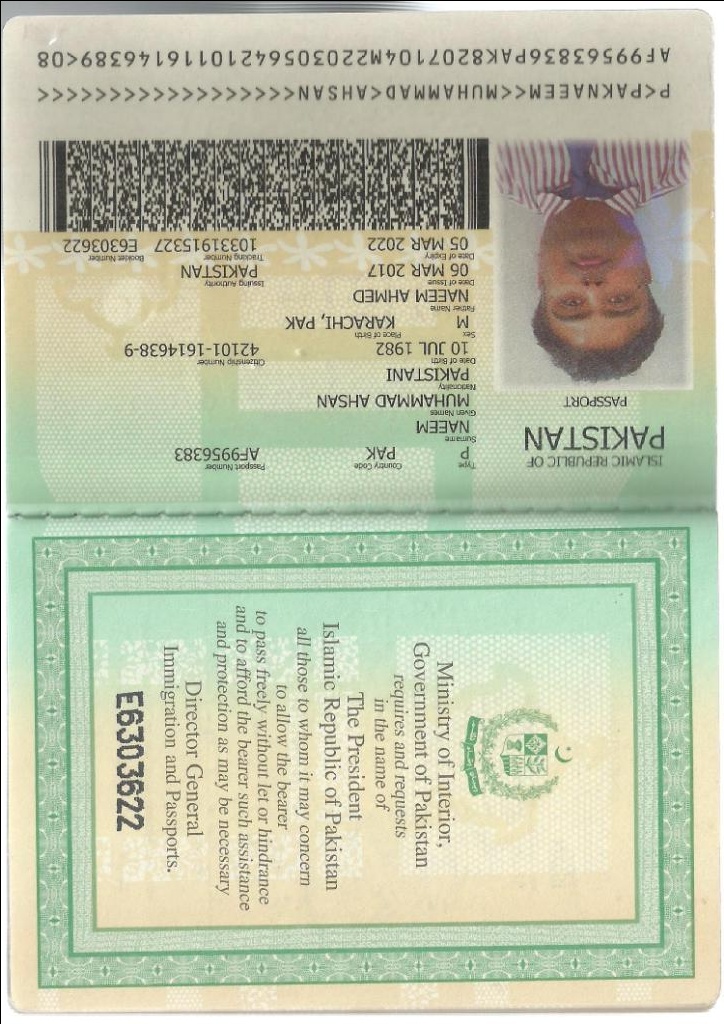 Ministry of Interior,
Government of Pakistan
requires and requests
in the name of
The President
Islamic Republic of Pakistan
all those to whom it may concern
to allow the bearer
to pass freely without let or hindrance
and to afford the bearer such assistance
and protection as may be necessary
Director General
Immigration and Passports.
E6303622
ISLAMIC REPUBLIC OF
PAKISTAN
PASSPORT
Type Country Code Passport Number
P PAK AF9956383
Surname
NAEEM
Given Names
MUHAMMAD AHSAN
Nationality
PAKISTANI
Date of Birth Citizenship Number
10 JUL 1982 42101-1614638-9
Sex Place of Birth
M KARACHI, PAK
Father Name
NAEEM AHMED
Date of Issue Issuing Authority
06 MAR 2017 PAKISTAN
Date of Expiry Tracking Number Booklet Number
05 MAR 2022 10331915327 E6303622
P<PAKNAEEM<<MUHAMMAD<AHSAN<<<<<<<<<<<<<<<<<<
AF99563836PAK8207104M22030564210116146389<08